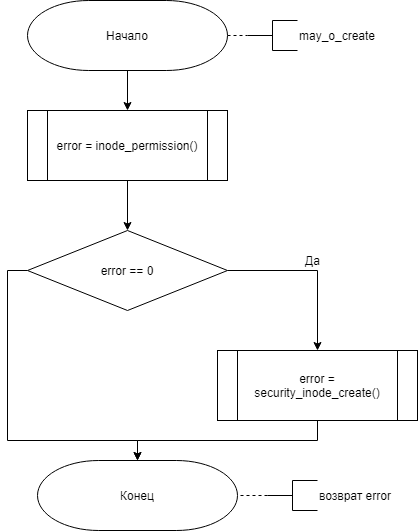 Начало
may_o_create
error = inode_permission()
error == 0
Да
error =
security_inode_create()
Конец
возврат error